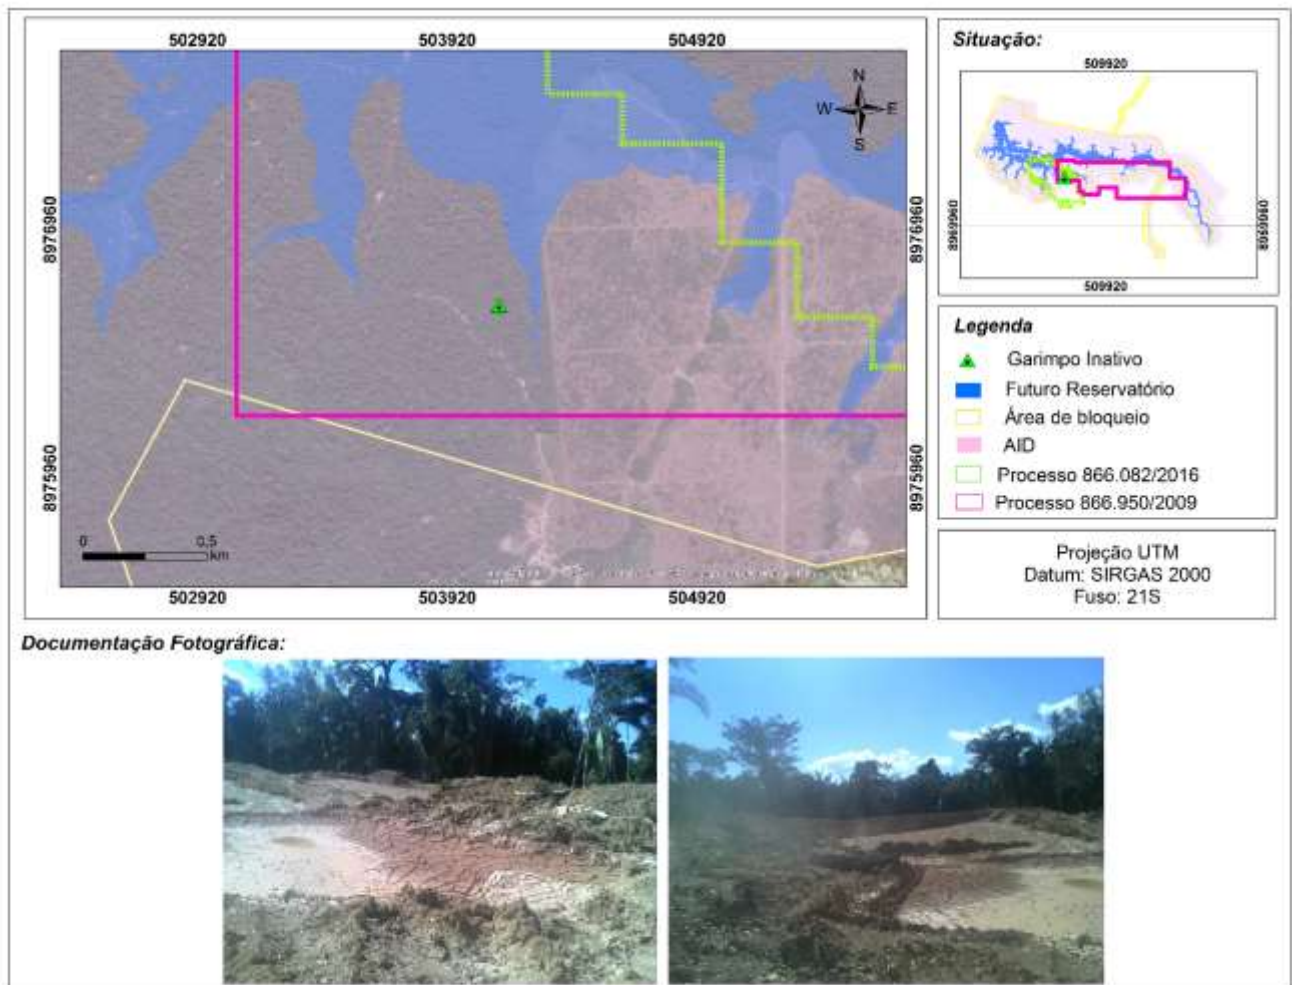 502920 503920 504920
N
W E
S
8976960
8976960
8975960
8975960
0 0,5
km
502920 503920 504920
Situação:
509920
8969960
8969960
509920
Legenda
Garimpo Inativo
Futuro Reservatório
Área de bloqueio
AID
Processo 866.082/2016
Processo 866.950/2009
Projeção UTM
Datum: SIRGAS 2000
Fuso: 21S
Documentação Fotográfica: